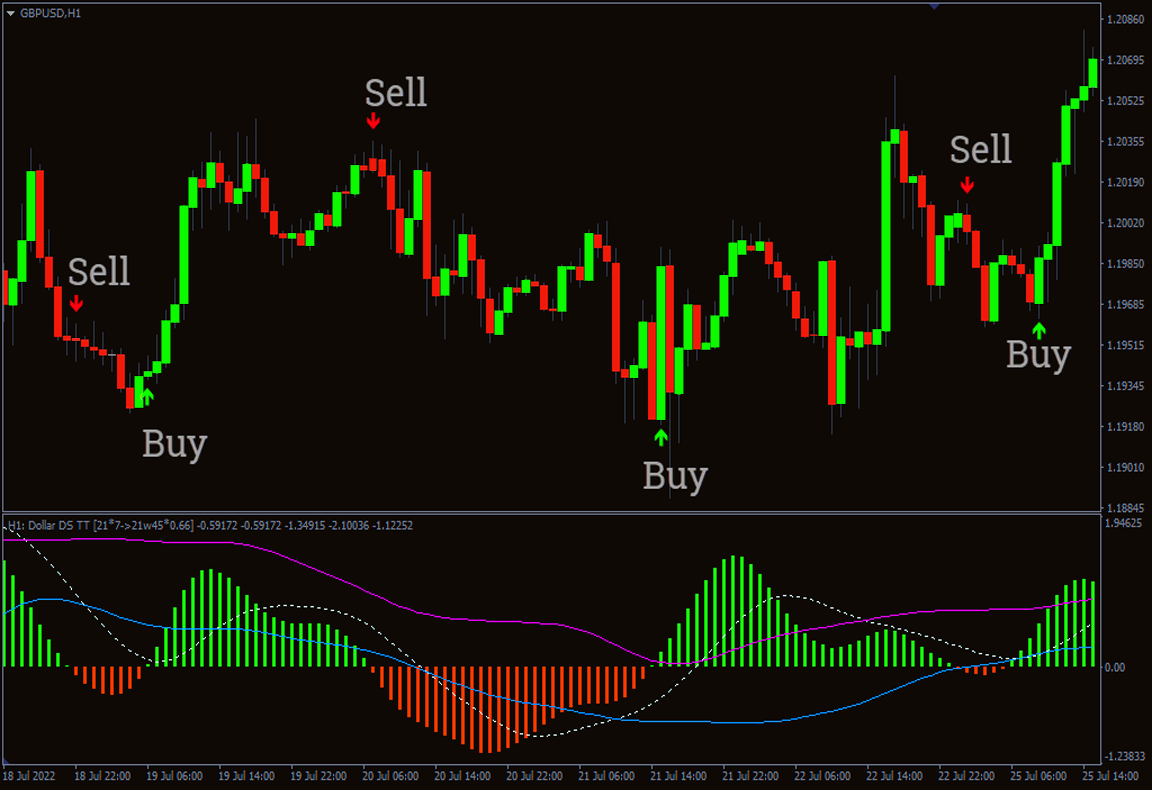 GBPUSD,H1
1.20860
1.20695
Sell
1.20525
1.20355
Sell
1.20190
1.20020
Sell
1.19850
1.19685
1.19515
Buy
1.19345
1.19180
Buy
1.19010
Buy
1.18845
H1: Dollar DS TT [21*7->21w45*0.66] -0.59172 -0.59172 -1.34915 -2.10036 -1.12252
1.94625
0.00
-1.23833
18 Jul 2022 18 Jul 22:00 19 Jul 06:00 19 Jul 14:00 19 Jul 22:00 20 Jul 06:00 20 Jul 14:00 20 Jul 22:00 21 Jul 06:00 21 Jul 14:00 21 Jul 22:00 22 Jul 06:00 22 Jul 14:00 22 Jul 22:00 25 Jul 06:00 25 Jul 14:00